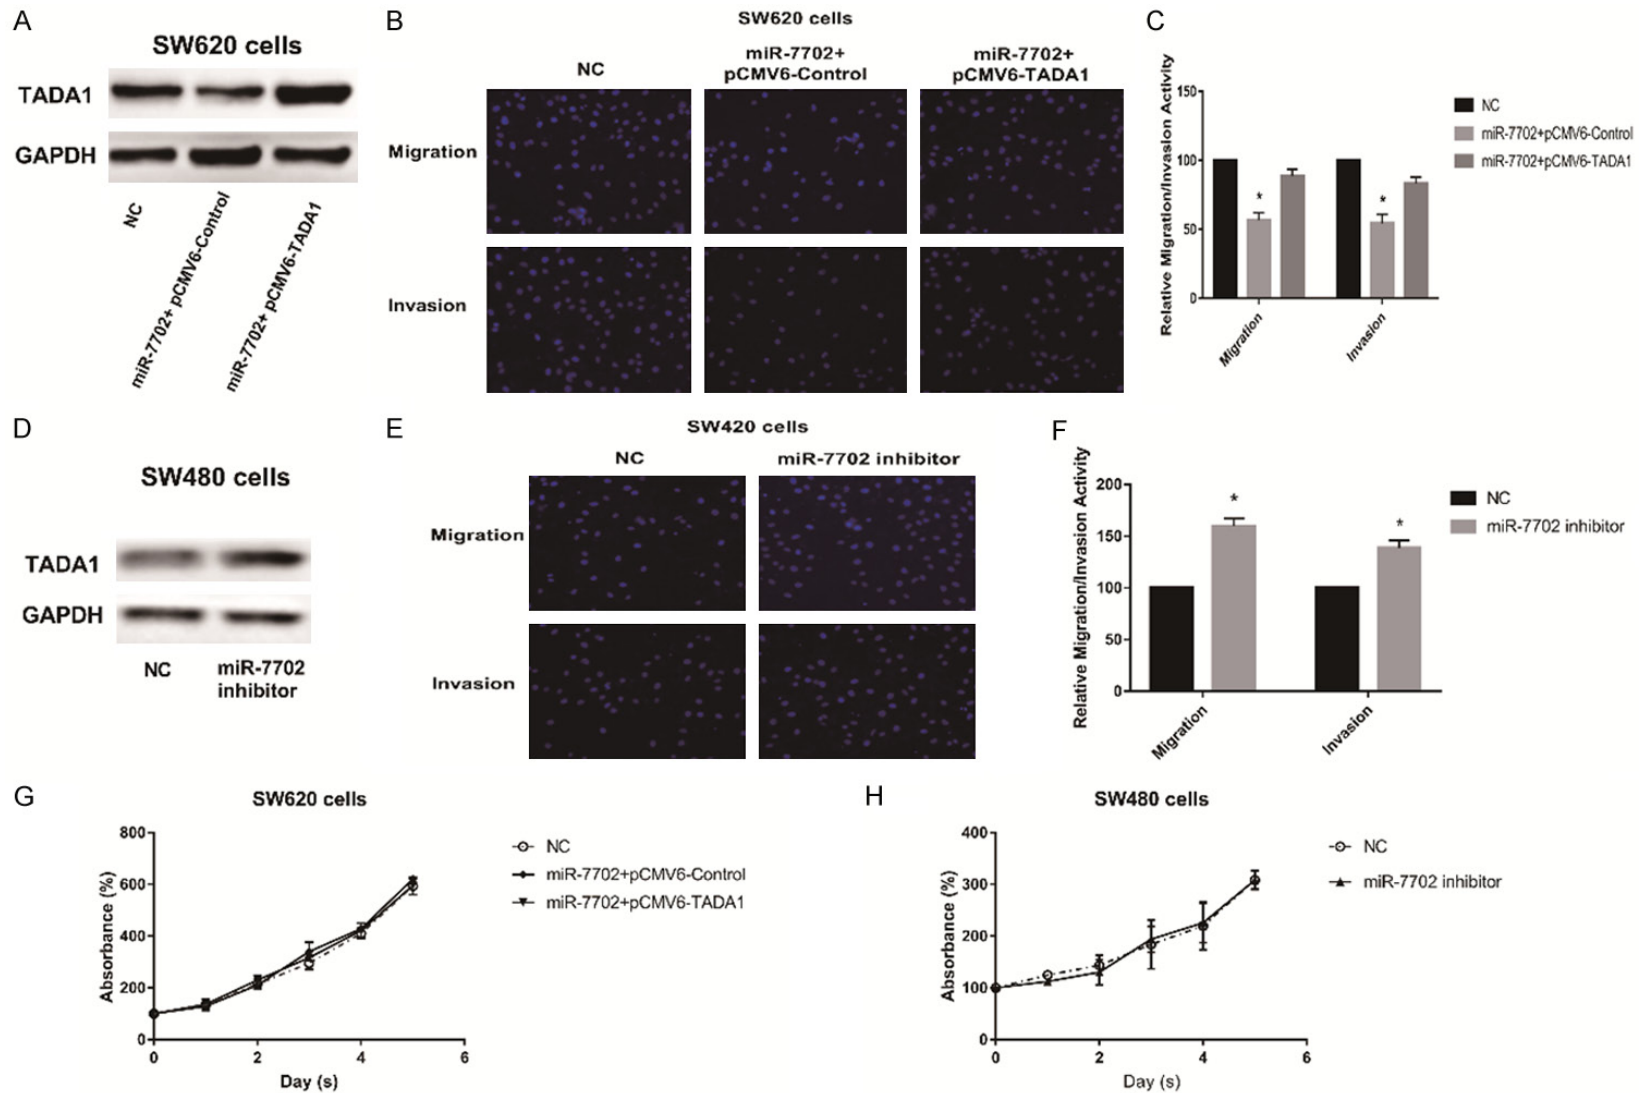 A
SW620 cells
TADA1
GAPDH
NC
miR-7702+ pCMV6-Control
miR-7702+ pCMV6-TADA1
B
SW620 cells
NC
miR-7702+
pCMV6-Control
miR-7702+
pCMV6-TADA1
Migration
Invasion
C
Relative Migration/Invasion Activity
150
100
50
0
*
*
Migration
Invasion
NC
miR-7702+pCMV6-Control
miR-7702+pCMV6-TADA1
D
SW480 cells
TADA1
GAPDH
NC
miR-7702
inhibitor
E
SW420 cells
NC
miR-7702 inhibitor
Migration
Invasion
F
Relative Migration/Invasion Activity
200
150
100
50
0
*
*
Migration
Invasion
NC
miR-7702 inhibitor
G
SW620 cells
Absorbance (%)
800
600
400
200
0
0 2 4 6
Day (s)
NC
miR-7702+pCMV6-Control
miR-7702+pCMV6-TADA1
H
SW480 cells
Absorbance (%)
400
300
200
100
0
0 2 4 6
Day (s)
NC
miR-7702 inhibitor